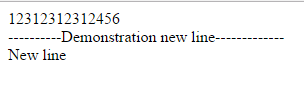 12312312312456
----------Demonstration new line-------------
New line